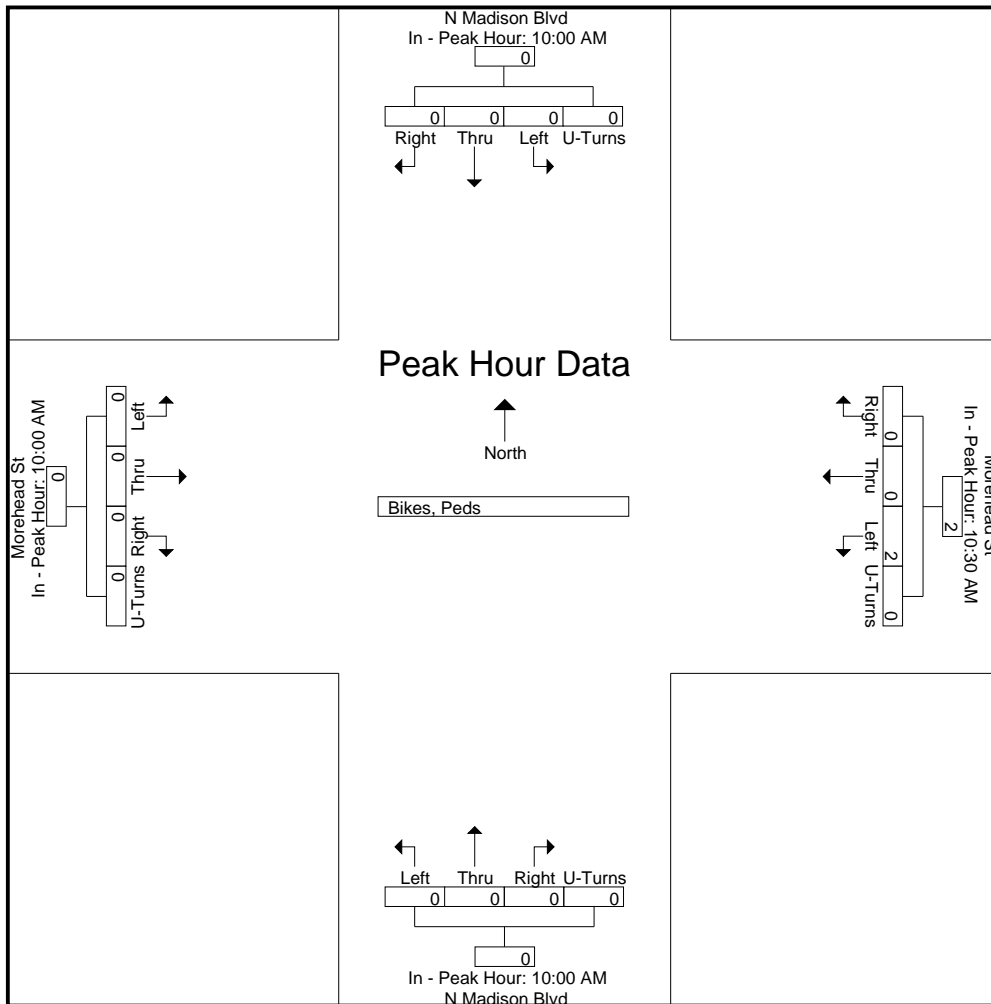 N Madison Blvd
In - Peak Hour: 10:00 AM
0
0 0 0 0
Right Thru Left U-Turns
Peak Hour Data
North
Bikes, Peds
Morehead St
In - Peak Hour: 10:00 AM
0
0 0 0 0
Left Thru Right U-Turns
Morehead St
In - Peak Hour: 10:30 AM
2
0 0 2 0
Right Thru Left U-Turns
Left Thru Right U-Turns
0 0 0 0
0
In - Peak Hour: 10:00 AM
N Madison Blvd